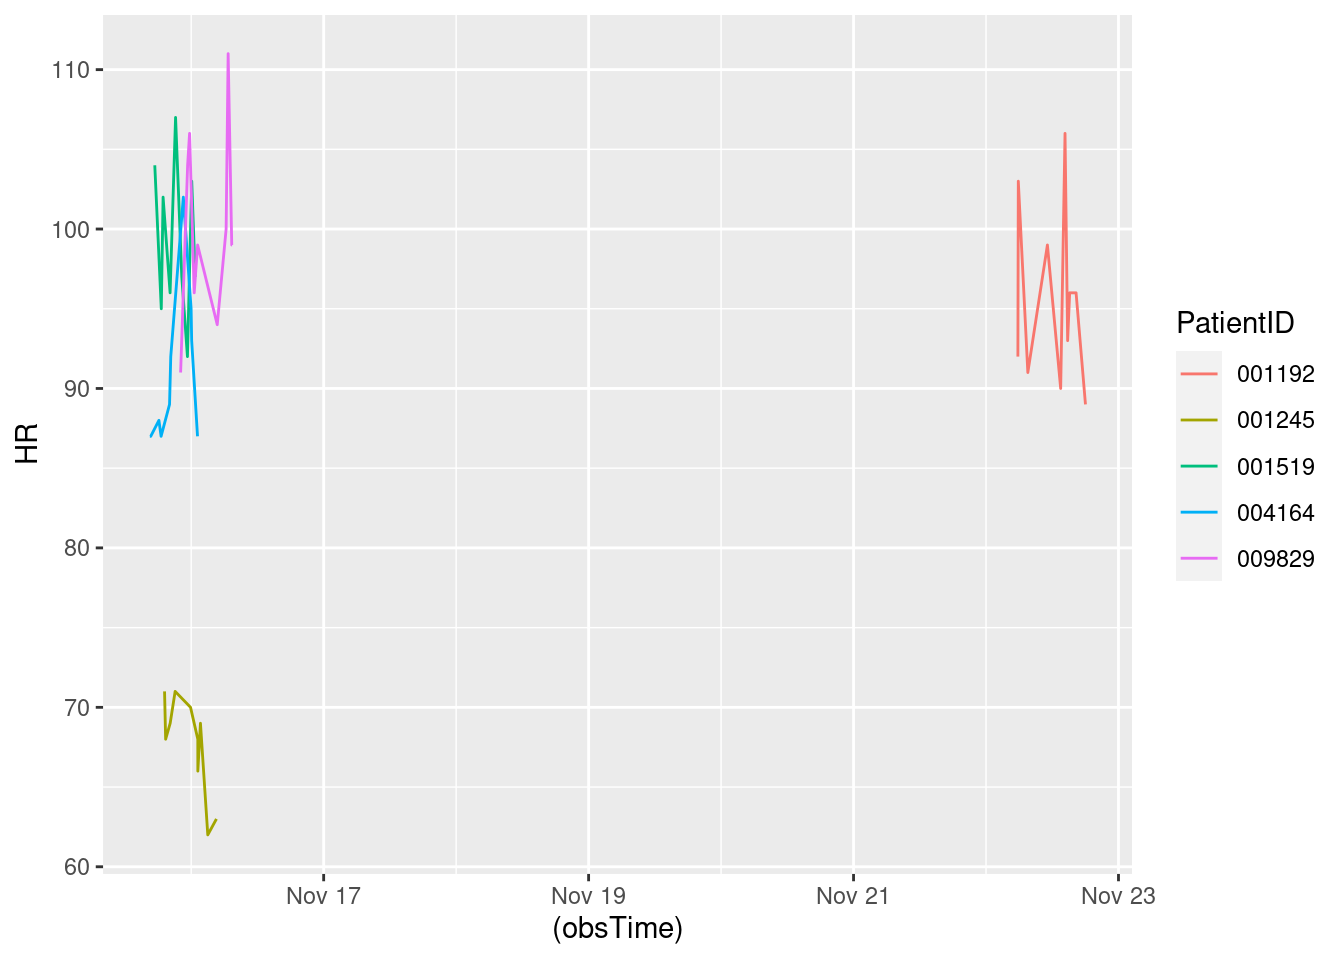 HR
110
100
90
80
70
60
Nov 17
Nov 19
Nov 21
Nov 23
(obsTime)
PatientID
001192
001245
001519
004164
009829